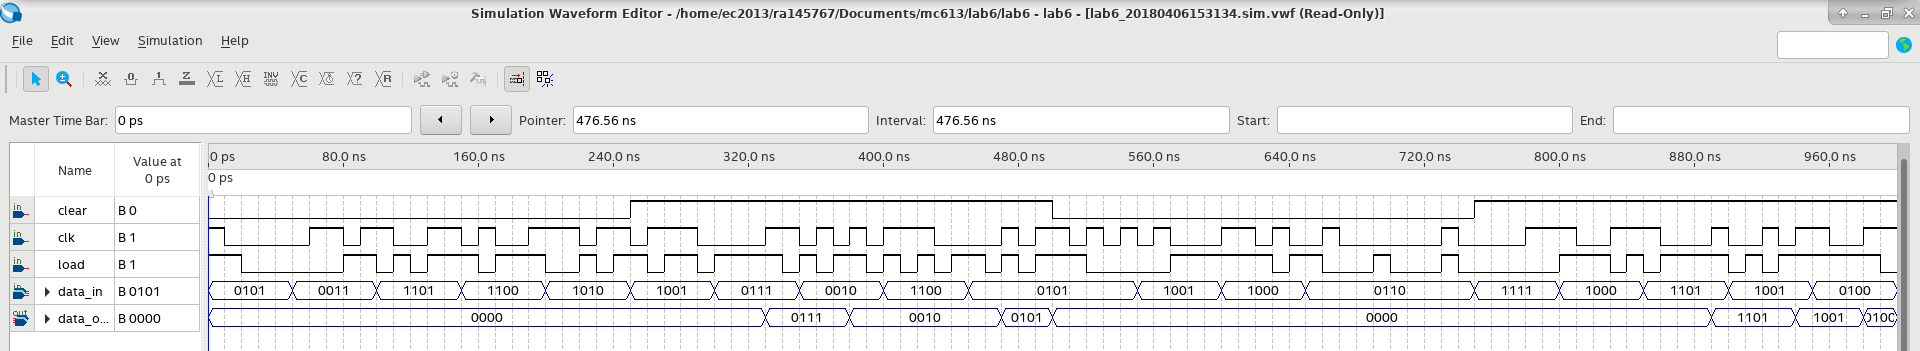 Simulation Waveform Editor - /home/ec2013/ra145767/Documents/mc613/lab6/lab6 - lab6 - [lab6_20180406153134.sim.vwf (Read-Only)]
File Edit View Simulation Help
Master Time Bar: 0 ps Pointer: 476.56 ns Interval: 476.56 ns Start: End:
Name Value at 0 ps 0 ps 80.0 ns 160.0 ns 240.0 ns 320.0 ns 400.0 ns 480.0 ns 560.0 ns 640.0 ns 720.0 ns 800.0 ns 880.0 ns 960.0 ns
0 ps
in clear B 0
in clk B 1
in load B 1
in data_in B 0101 0101 0011 1101 1100 1010 1001 0111 0010 1100 0101 1001 1000 0110 1111 1000 1101 1001 0100
out data_o... B 0000 0000 0111 0010 0101 0000 1101 1001 0100